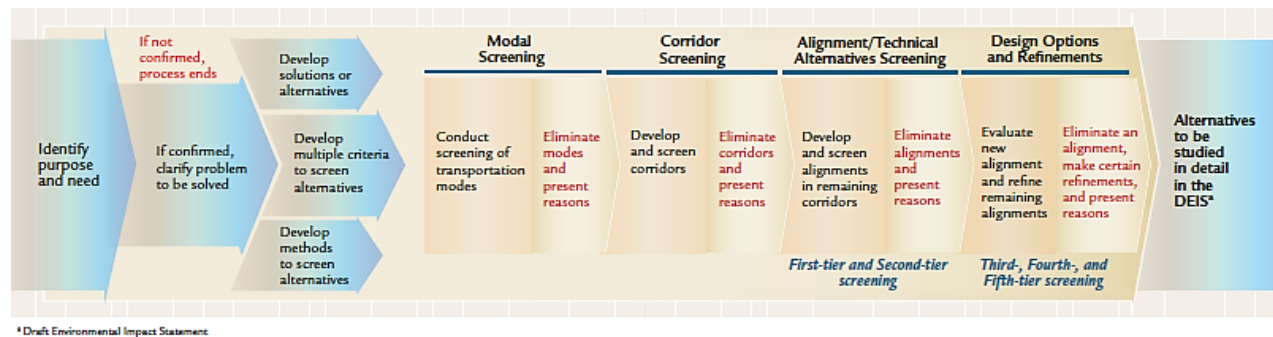 Identify
purpose
and need
If not
confirmed,
process ends
If confirmed,
clarify problem
to be solved
Develop
solutions or
alternatives
Develop
multiple criteria
to screen
alternatives
Develop
methods
to screen
alternatives
Modal
Screening
Conduct
screening of
transportation
modes
Eliminate
modes
and
present
reasons
Corridor
Screening
Develop
and screen
corridors
Eliminate
corridors
and
present
reasons
Alignment/Technical
Alternatives Screening
Develop
and screen
alignments
in remaining
corridors
Eliminate
alignments
and
present
reasons
First-tier and Second-tier
screening
Design Options
and Refinements
Evaluate
new
alignment
and refine
remaining
alignments
Eliminate an
alignment,
make certain
refinements,
and present
reasons
Third-, Fourth-, and
Fifth-tier screening
Alternatives
to be
studied
in detail
in the
DEISᵃ
ᵃ Draft Environmental Impact Statement